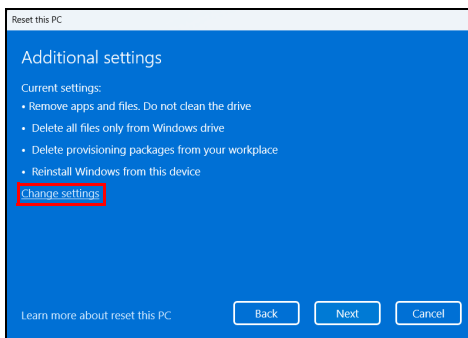 Reset this PC
Additional settings
Current settings:
• Remove apps and files. Do not clean the drive
• Delete all files only from Windows drive
• Delete provisioning packages from your workplace
• Reinstall Windows from this device
Change settings
Learn more about reset this PC
Back
Next
Cancel